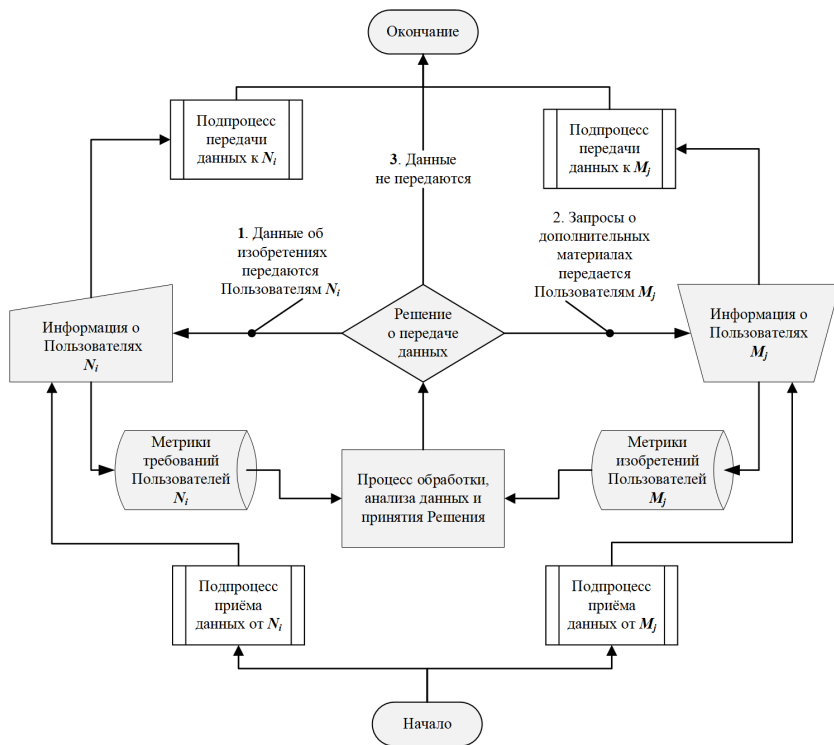 Окончание
Подпроцесс
передачи
данных к Ni
3. Данные
не передаются
Подпроцесс
передачи
данных к Mj
1. Данные об
изобретениях
передаются
Пользователям Ni
2. Запросы о
дополнительных
материалах
передается
Пользователям Mj
Информация о
Пользователях
Ni
Решение
о передаче
данных
Информация о
Пользователях
Mj
Метрики
требований
Пользователей
Ni
Процесс обработки,
анализа данных и
принятия Решения
Метрики
изобретений
Пользователей
Mj
Подпроцесс
приёма
данных от Ni
Подпроцесс
приёма
данных от Mj
Начало